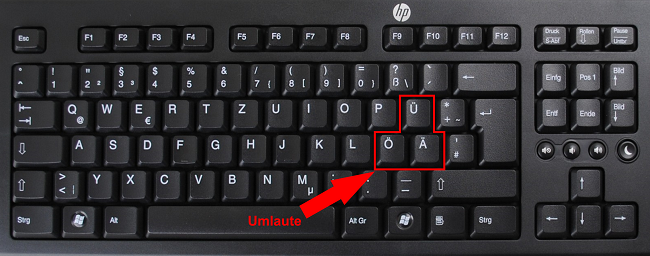 hp
Esc F1 F2 F3 F4 F5 F6 F7 F8 F9 F10 F11 F12 Druck S-Abf Rollen Pause Untbr
^ ! 1 " 2 ² § 3 ³ $ 4 % 5 & 6 / 7 { ( 8 [ ) 9 ] = 0 } ? ß \ ← Einfg Pos 1 Bild ↑
Q @ W E € R T Z U I O P Ü * + ~ Entf Ende Bild ↓
A S D F G H J K L Ö Ä ' #
> < | Y X C V B N M µ ↑
Strg Alt Umlaute Alt Gr Strg ← ↓ →